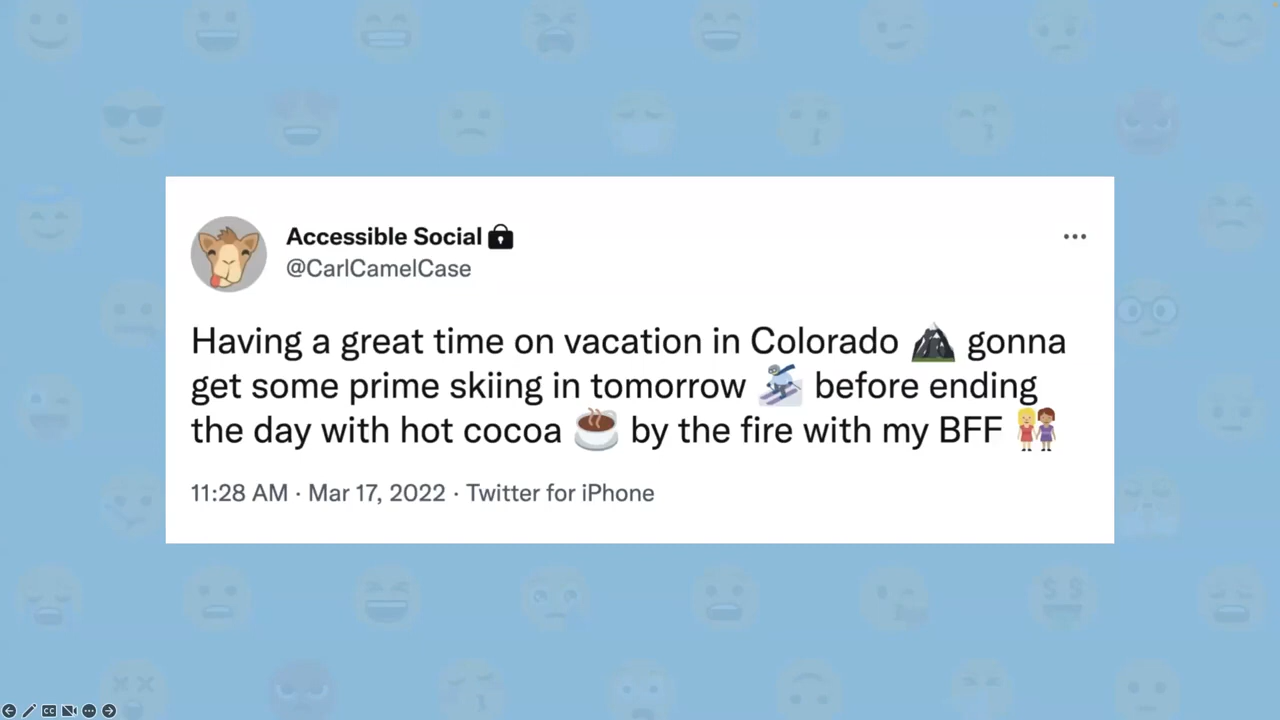 Accessible Social 🔒
@CarlCamelCase
Having a great time on vacation in Colorado 🏔️ gonna
get some prime skiing in tomorrow ⛷️ before ending
the day with hot cocoa ☕ by the fire with my BFF 👭
11:28 AM · Mar 17, 2022 · Twitter for iPhone
CC